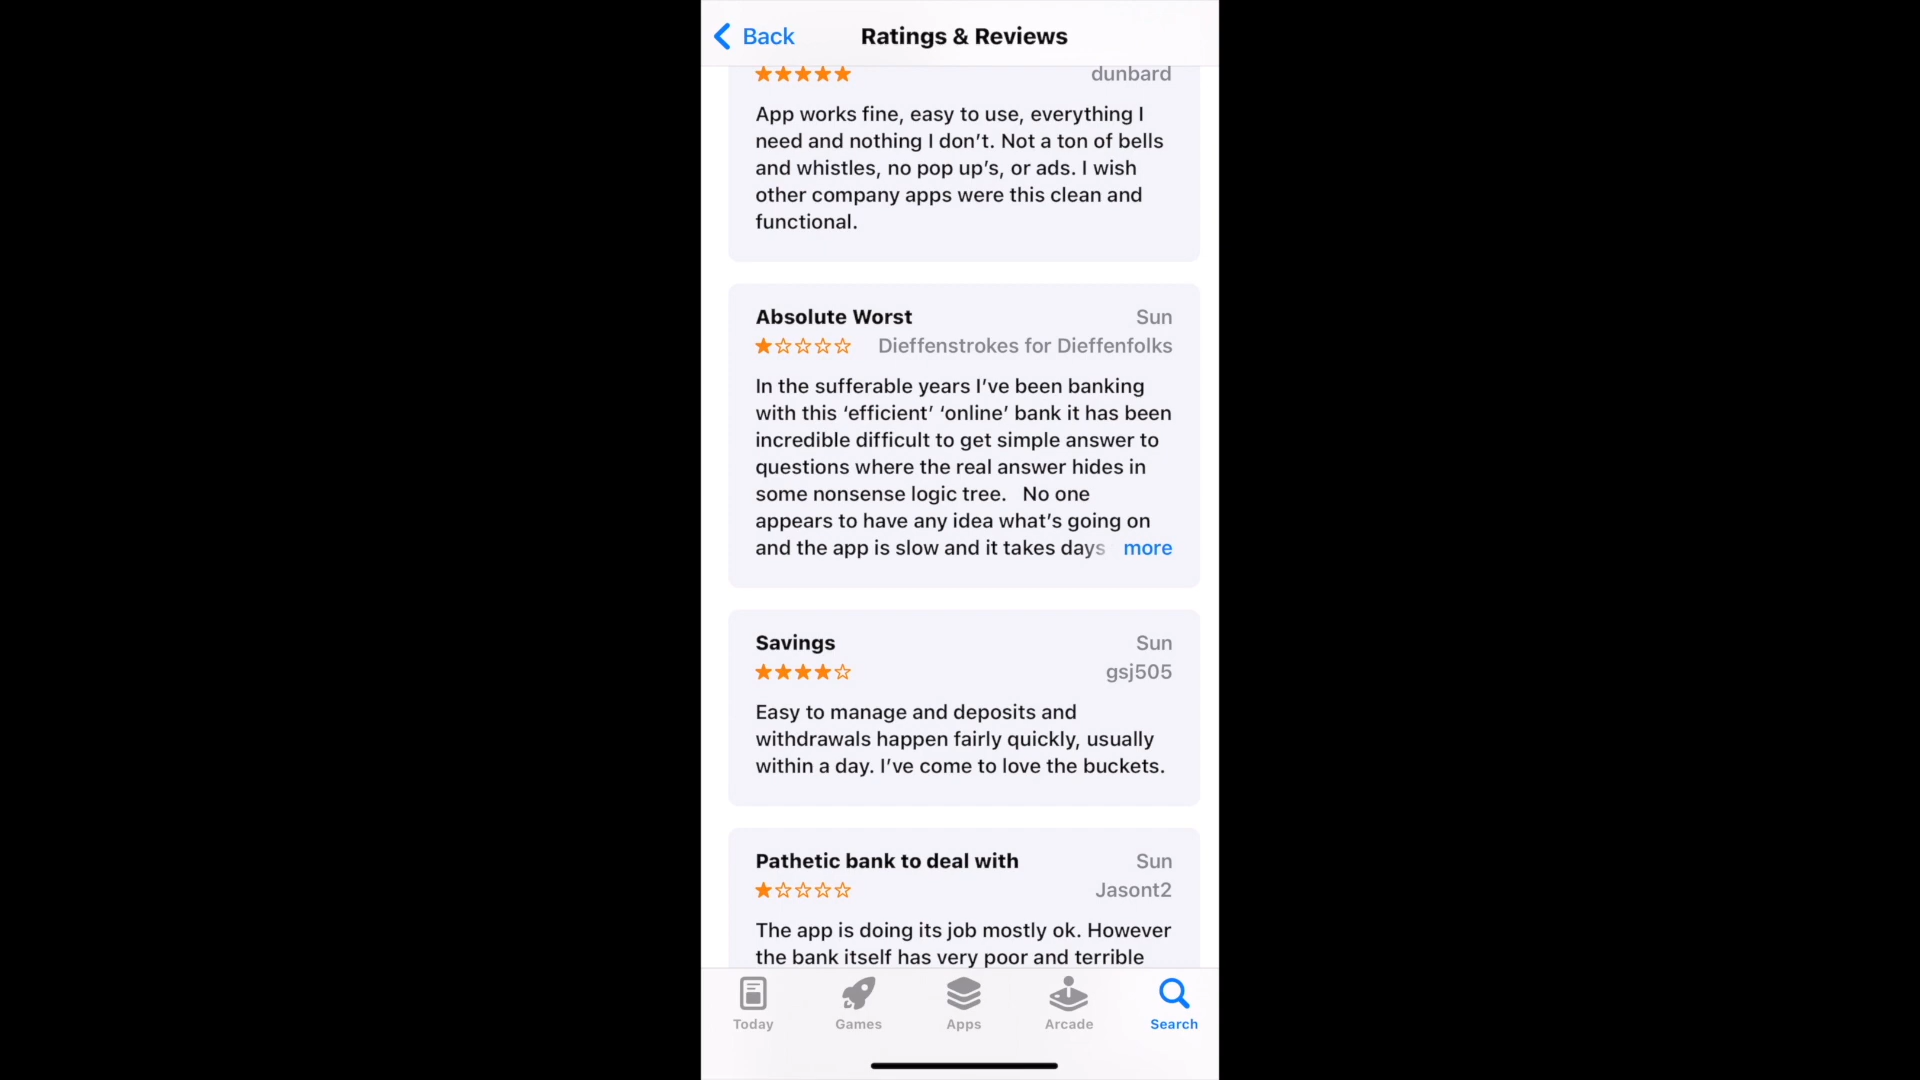 Back
Ratings & Reviews
dunbard
App works fine, easy to use, everything I
need and nothing I don’t. Not a ton of bells
and whistles, no pop up’s, or ads. I wish
other company apps were this clean and
functional.
Absolute Worst
Sun
Dieffenstrokes for Dieffenfolks
In the sufferable years I’ve been banking
with this ‘efficient’ ‘online’ bank it has been
incredible difficult to get simple answer to
questions where the real answer hides in
some nonsense logic tree.   No one
appears to have any idea what’s going on
and the app is slow and it takes days
more
Savings
Sun
gsj505
Easy to manage and deposits and
withdrawals happen fairly quickly, usually
within a day. I’ve come to love the buckets.
Pathetic bank to deal with
Sun
Jasont2
The app is doing its job mostly ok. However
the bank itself has very poor and terrible
Today
Games
Apps
Arcade
Search